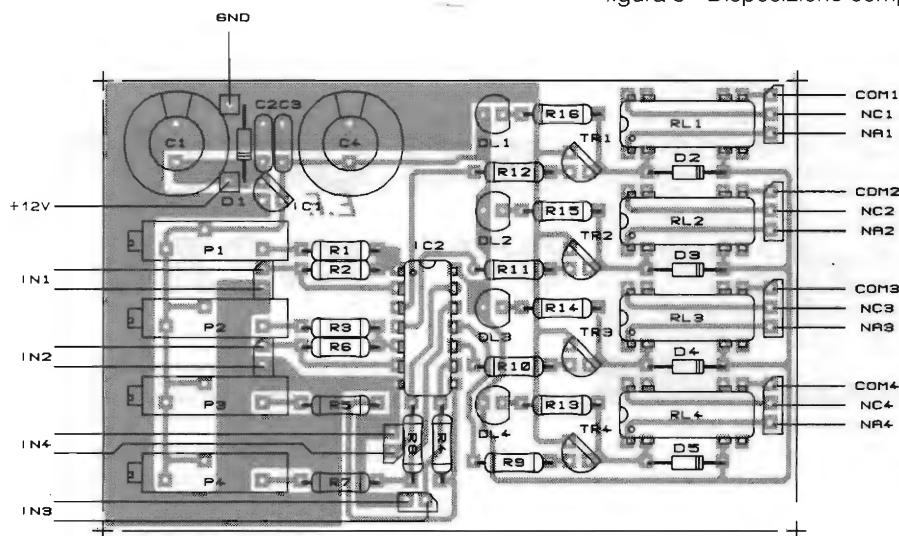 figura 3 - Disposizione comp
GND
C1
C2 C3
C4
D1
IC1
+12V
P1
IN1
P2
IN2
P3
IN4
P4
IN3
R1
R2
R3
R6
R5
R7
R8
R4
IC2
DL1
R16
TR1
R12
DL2
R15
TR2
R11
DL3
R14
TR3
R10
DL4
R13
TR4
R9
RL1
D2
RL2
D3
RL3
D4
RL4
D5
COM1
NC1
NA1
COM2
NC2
NA2
COM3
NC3
NA3
COM4
NC4
NA4